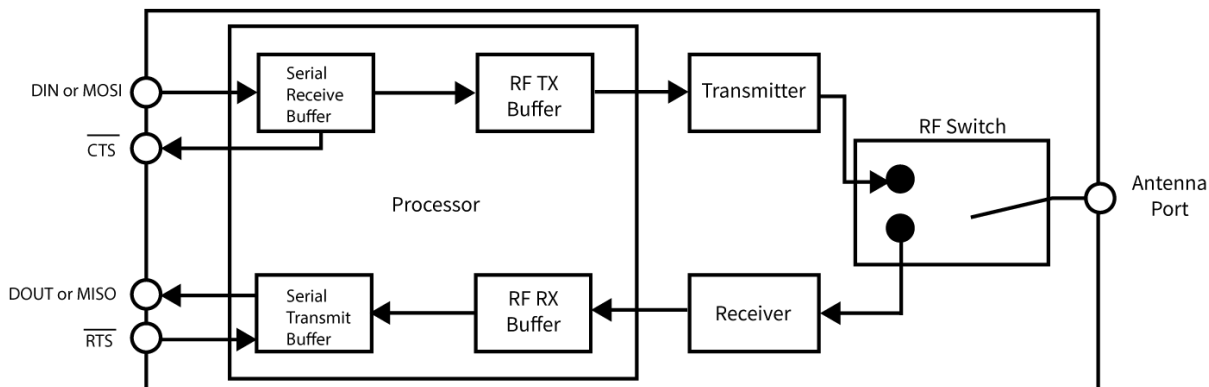 DIN or MOSI
CTS
Serial
Receive
Buffer
RF TX
Buffer
Transmitter
RF Switch
Antenna
Port
Processor
DOUT or MISO
RTS
Serial
Transmit
Buffer
RF RX
Buffer
Receiver